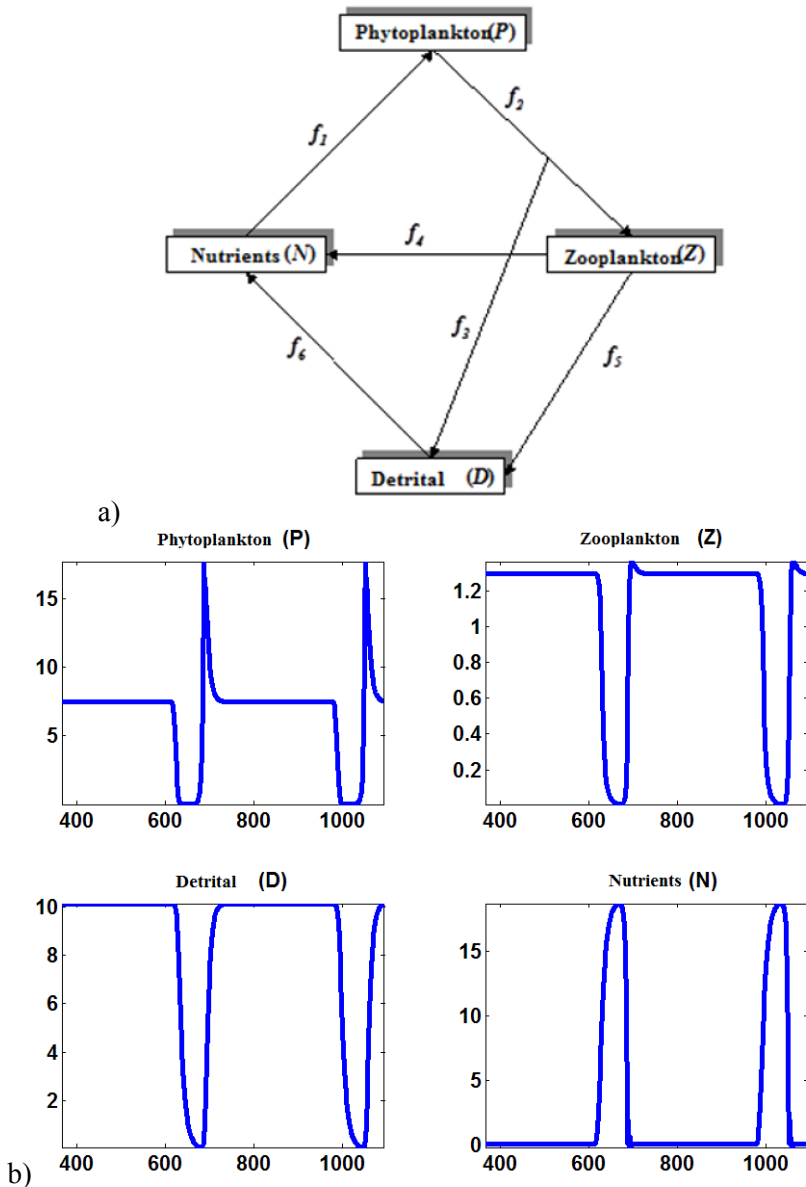 Phytoplankton(P)
f1
f2
Nutrients (N)
f4
Zooplankton(Z)
f3
f6
f5
Detrital (D)
a)
Phytoplankton (P)
15
10
5
400 600 800 1000
Zooplankton (Z)
1.2
1
0.8
0.6
0.4
0.2
400 600 800 1000
Detrital (D)
10
8
6
4
2
400 600 800 1000
Nutrients (N)
15
10
5
0
400 600 800 1000
b)